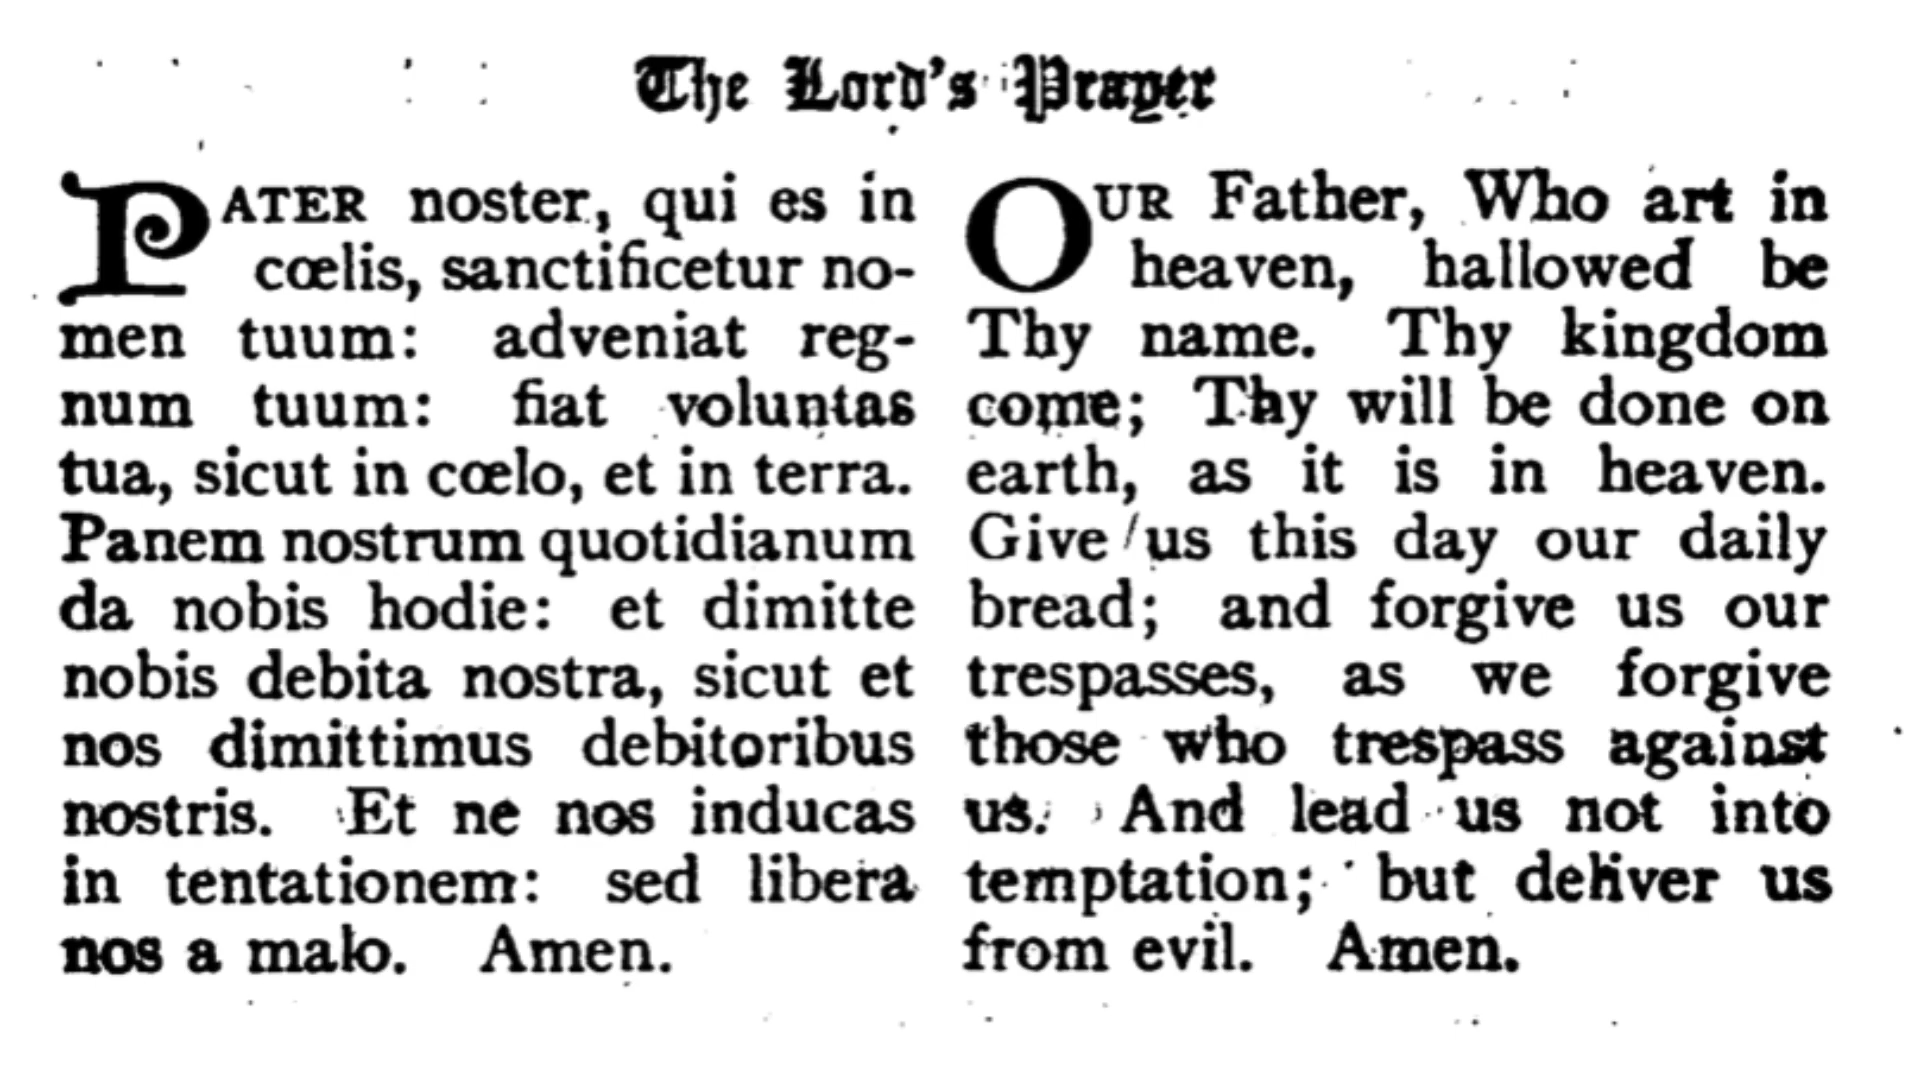 The Lord's Prayer
PATER noster, qui es in
cœlis, sanctificetur no-
men tuum: adveniat reg-
num tuum: fiat voluntas
tua, sicut in cœlo, et in terra.
Panem nostrum quotidianum
da nobis hodie: et dimitte
nobis debita nostra, sicut et
nos dimittimus debitoribus
nostris. Et ne nos inducas
in tentationem: sed libera
nos a malo. Amen.
OUR Father, Who art in
heaven, hallowed be
Thy name. Thy kingdom
come; Thy will be done on
earth, as it is in heaven.
Give us this day our daily
bread; and forgive us our
trespasses, as we forgive
those who trespass against
us. And lead us not into
temptation; but deliver us
from evil. Amen.